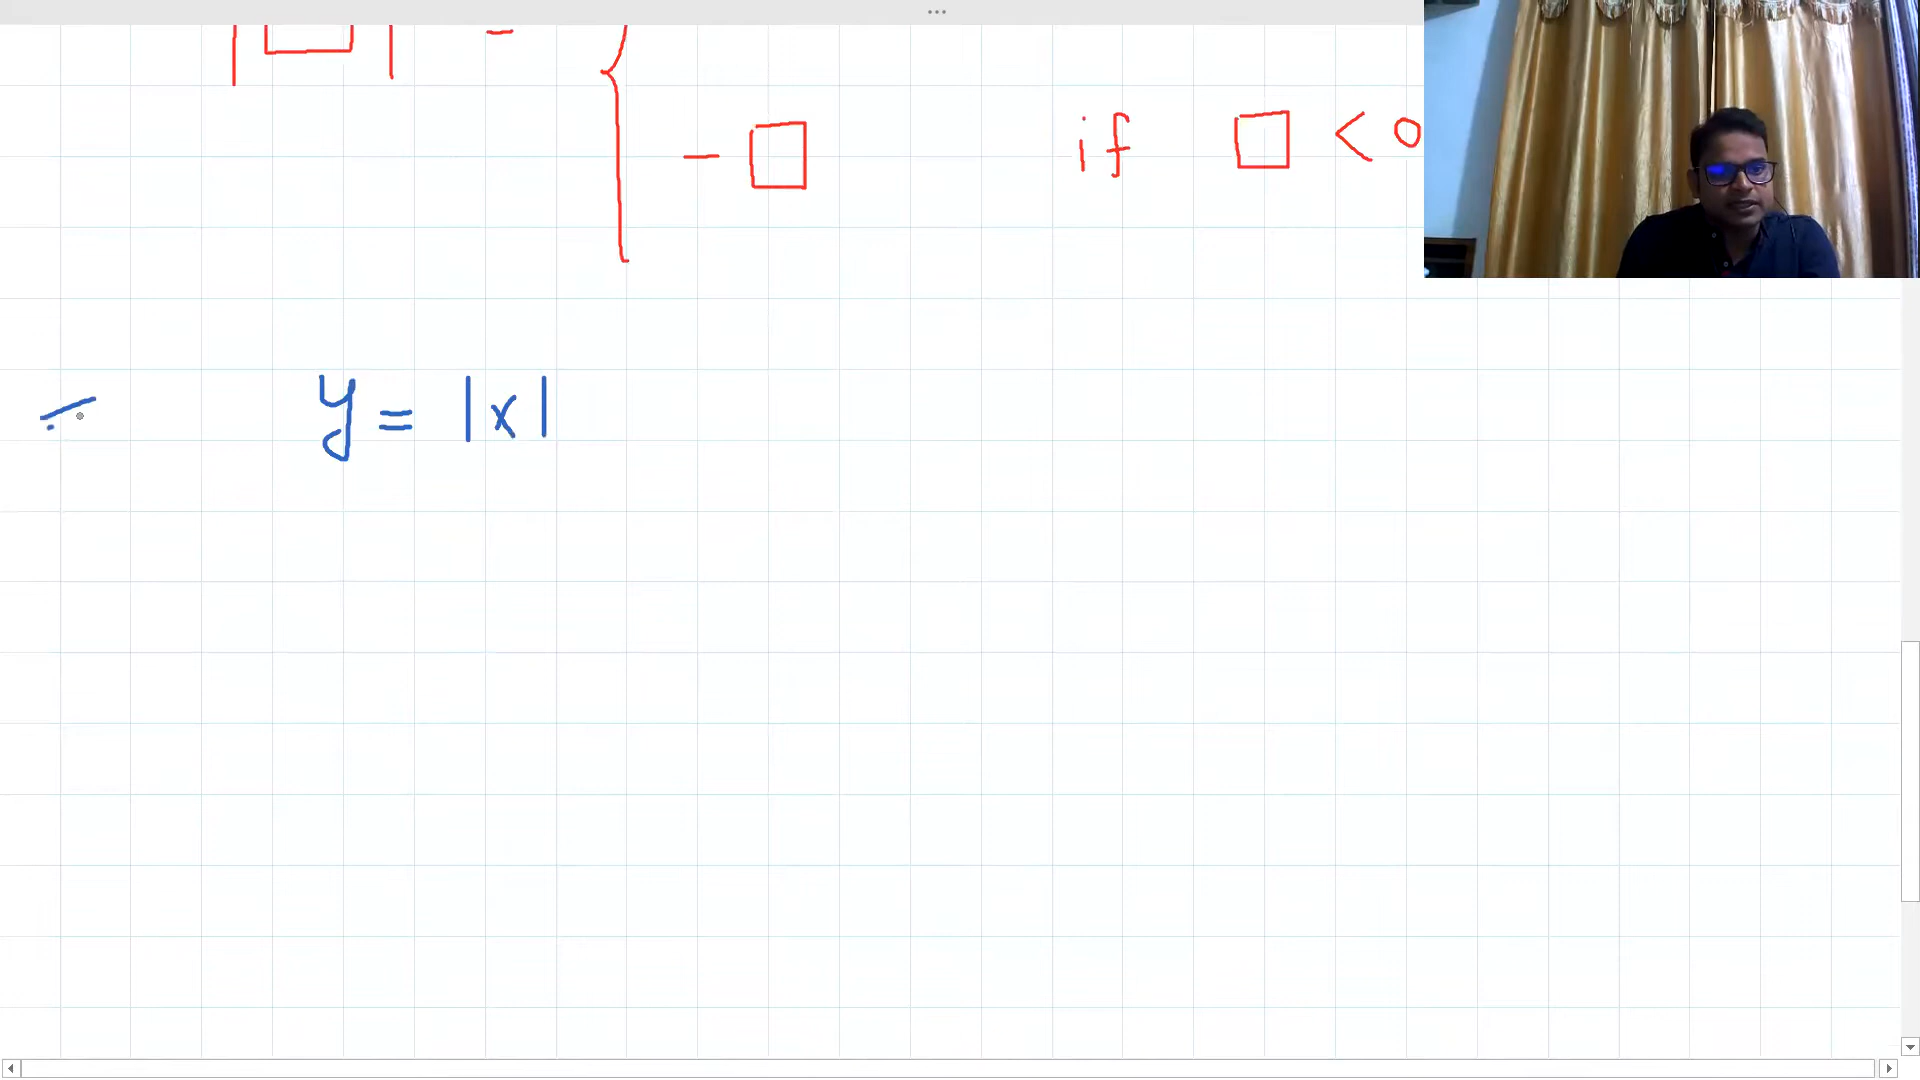 | □ | = {
- □ if □ < 0
y = |x|